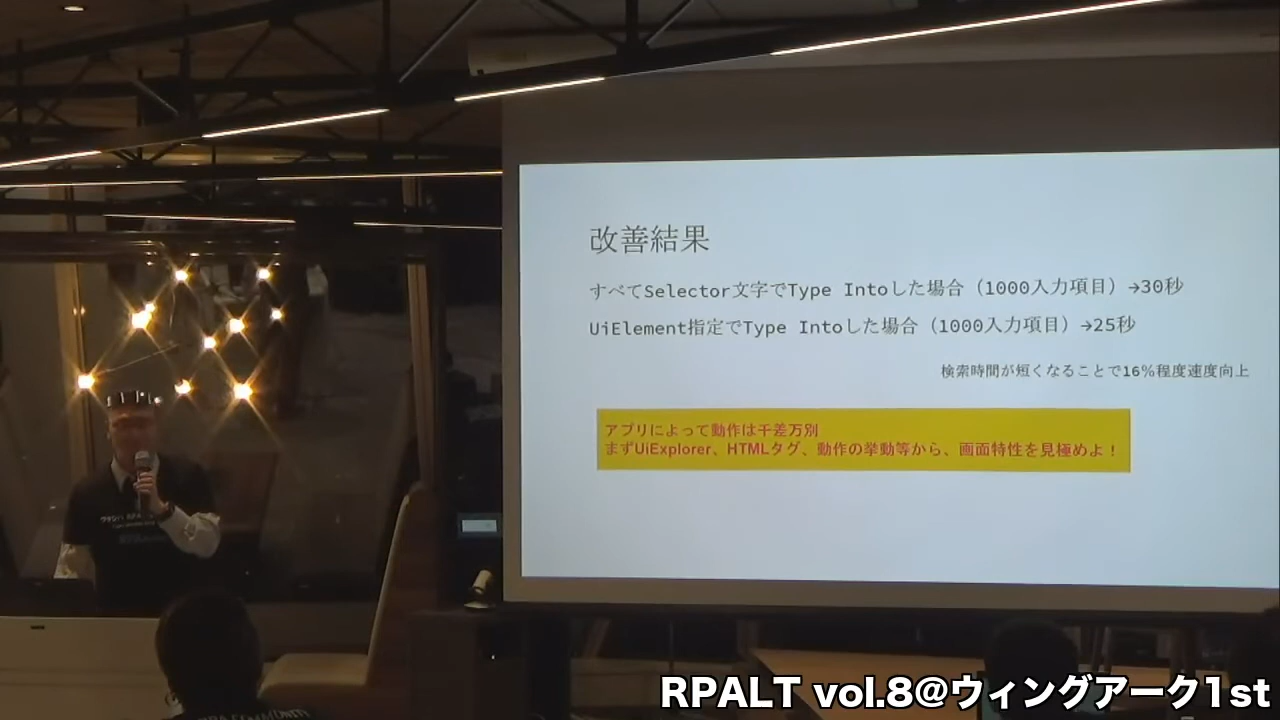 改善結果
すべてSelector文字でType Intoした場合（1000入力項目）→30秒
UiElement指定でType Intoした場合（1000入力項目）→25秒
検索時間が短くなることで16%程度速度向上
アプリによって動作は千差万別
まずUiExplorer、HTMLタグ、動作の挙動等から、画面特性を見極めよ！
RPALT vol.8@ウィングアーク1st